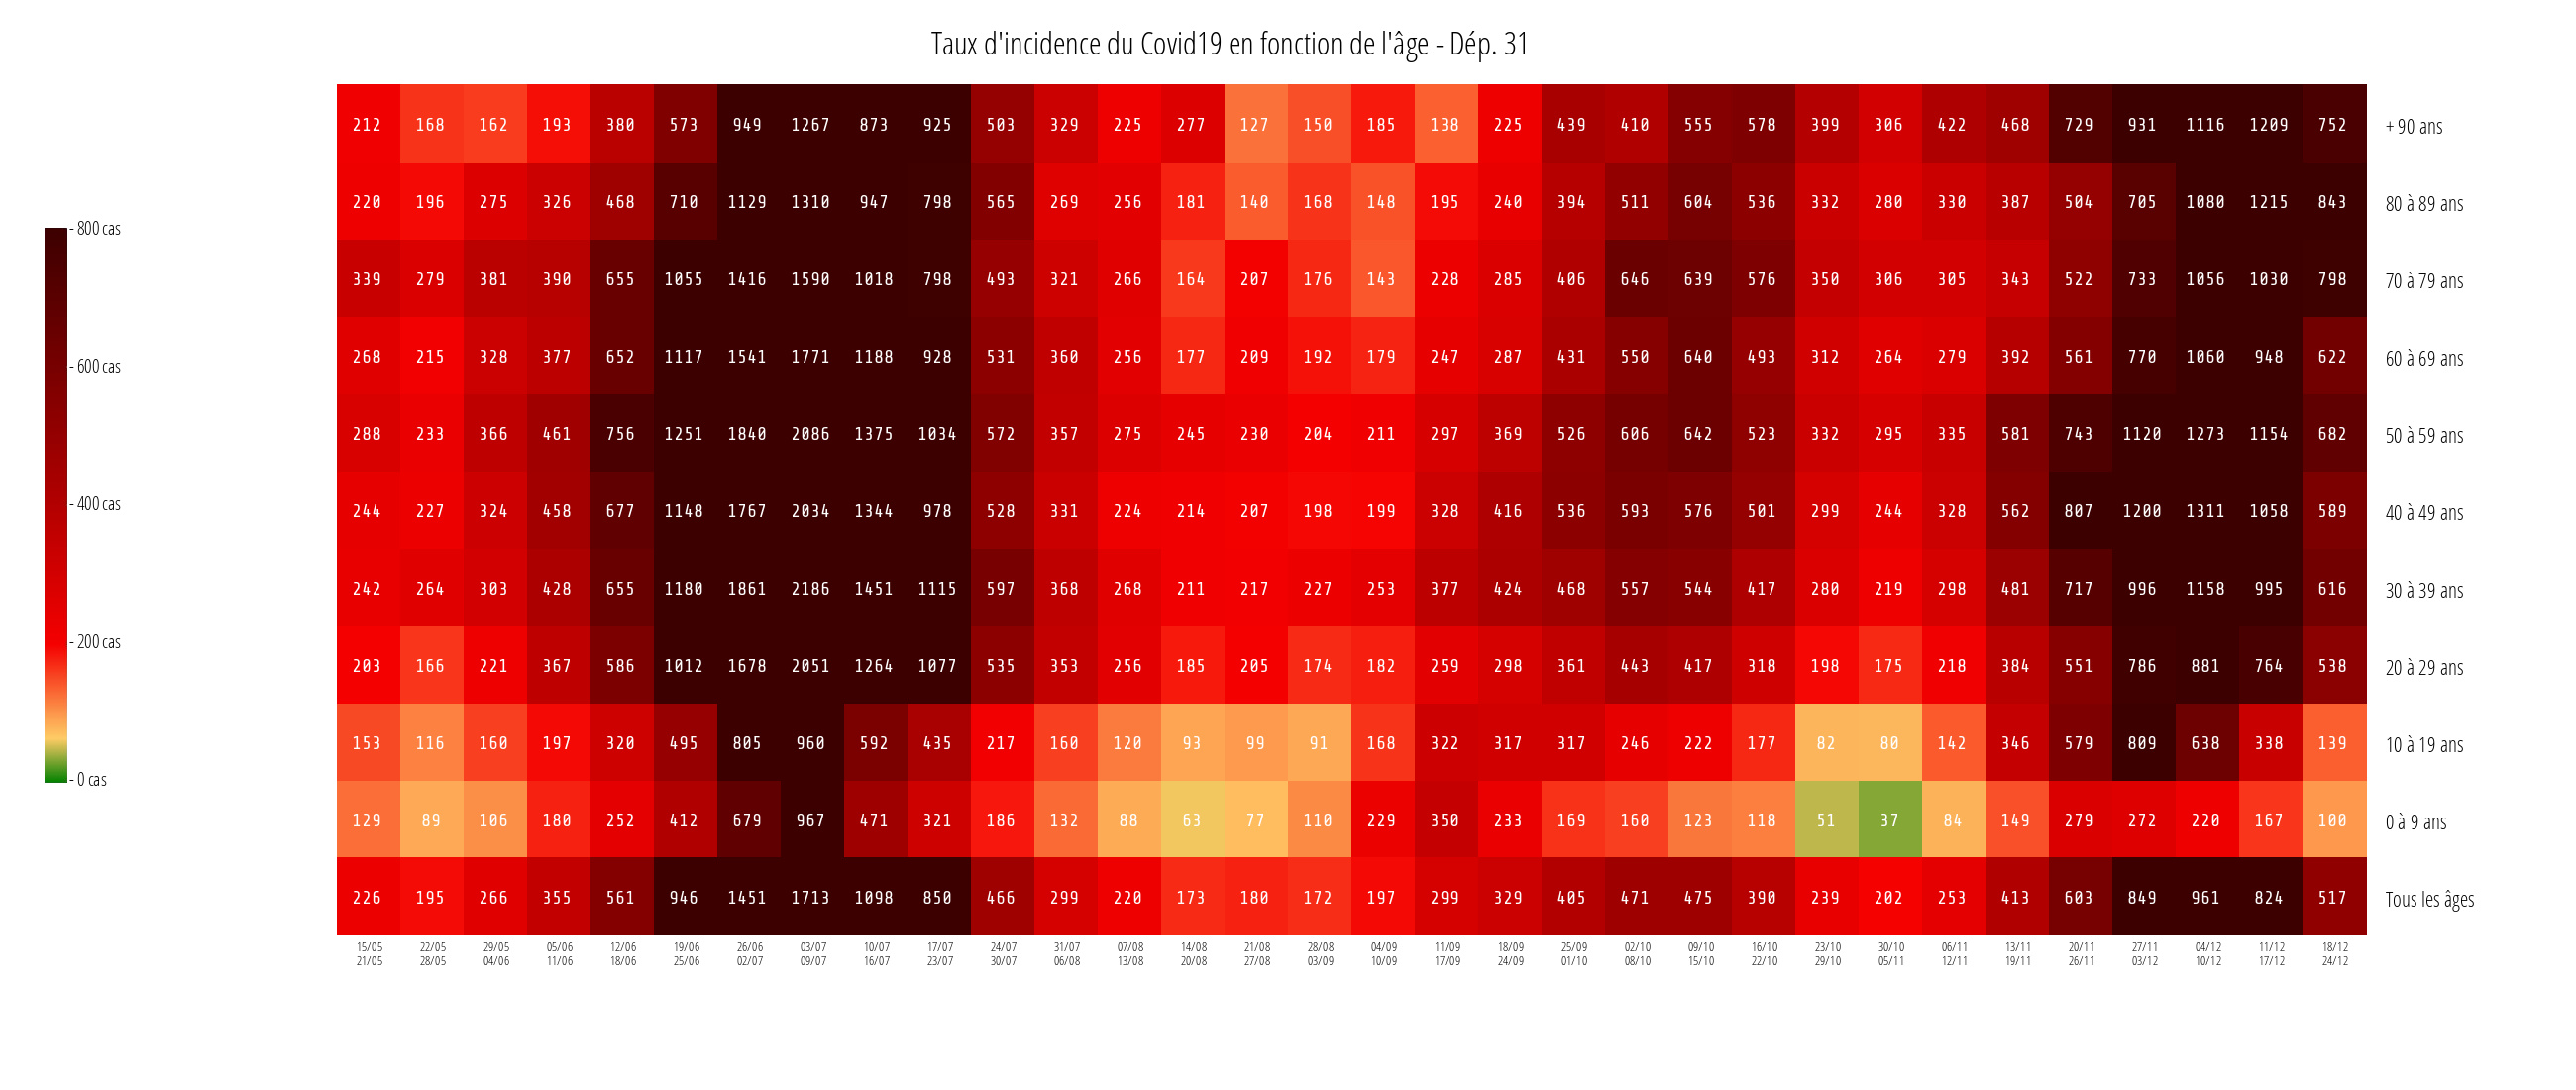 Taux d'incidence du Covid19 en fonction de l'âge - Dép. 31
212 168 162 193 380 573 949 1267 873 925 503 329 225 277 127 150 185 138 225 439 410 555 578 399 306 422 468 729 931 1116 1209 752 + 90 ans
220 196 275 326 468 710 1129 1310 947 798 565 269 256 181 140 168 148 195 240 394 511 604 536 332 280 330 387 504 705 1080 1215 843 80 à 89 ans
339 279 381 390 655 1055 1416 1590 1018 798 493 321 266 164 207 176 143 228 285 406 646 639 576 350 306 305 343 522 733 1056 1030 798 70 à 79 ans
268 215 328 377 652 1117 1541 1771 1188 928 531 360 256 177 209 192 179 247 287 431 550 640 493 312 264 279 392 561 770 1060 948 622 60 à 69 ans
288 233 366 461 756 1251 1840 2086 1375 1034 572 357 275 245 230 204 211 297 369 526 606 642 523 332 295 335 581 743 1120 1273 1154 682 50 à 59 ans
244 227 324 458 677 1148 1767 2034 1344 978 528 331 224 214 207 198 199 328 416 536 593 576 501 299 244 328 562 807 1200 1311 1058 589 40 à 49 ans
242 264 303 428 655 1180 1861 2186 1451 1115 597 368 268 211 217 227 253 377 424 468 557 544 417 280 219 298 481 717 996 1158 995 616 30 à 39 ans
203 166 221 367 586 1012 1678 2051 1264 1077 535 353 256 185 205 174 182 259 298 361 443 417 318 198 175 218 384 551 786 881 764 538 20 à 29 ans
153 116 160 197 320 495 805 960 592 435 217 160 120 93 99 91 168 322 317 317 246 222 177 82 80 142 346 579 809 638 338 139 10 à 19 ans
129 89 106 180 252 412 679 967 471 321 186 132 88 63 77 110 229 350 233 169 160 123 118 51 37 84 149 279 272 220 167 100 0 à 9 ans
226 195 266 355 561 946 1451 1713 1098 850 466 299 220 173 180 172 197 299 329 405 471 475 390 239 202 253 413 603 849 961 824 517 Tous les âges
15/05 22/05 29/05 05/06 12/06 19/06 26/06 03/07 10/07 17/07 24/07 31/07 07/08 14/08 21/08 28/08 04/09 11/09 18/09 25/09 02/10 09/10 16/10 23/10 30/10 06/11 13/11 20/11 27/11 04/12 11/12 18/12
21/05 28/05 04/06 11/06 18/06 25/06 02/07 09/07 16/07 23/07 30/07 06/08 13/08 20/08 27/08 03/09 10/09 17/09 24/09 01/10 08/10 15/10 22/10 29/10 05/11 12/11 19/11 26/11 03/12 10/12 17/12 24/12
- 800 cas
- 600 cas
- 400 cas
- 200 cas
- 0 cas